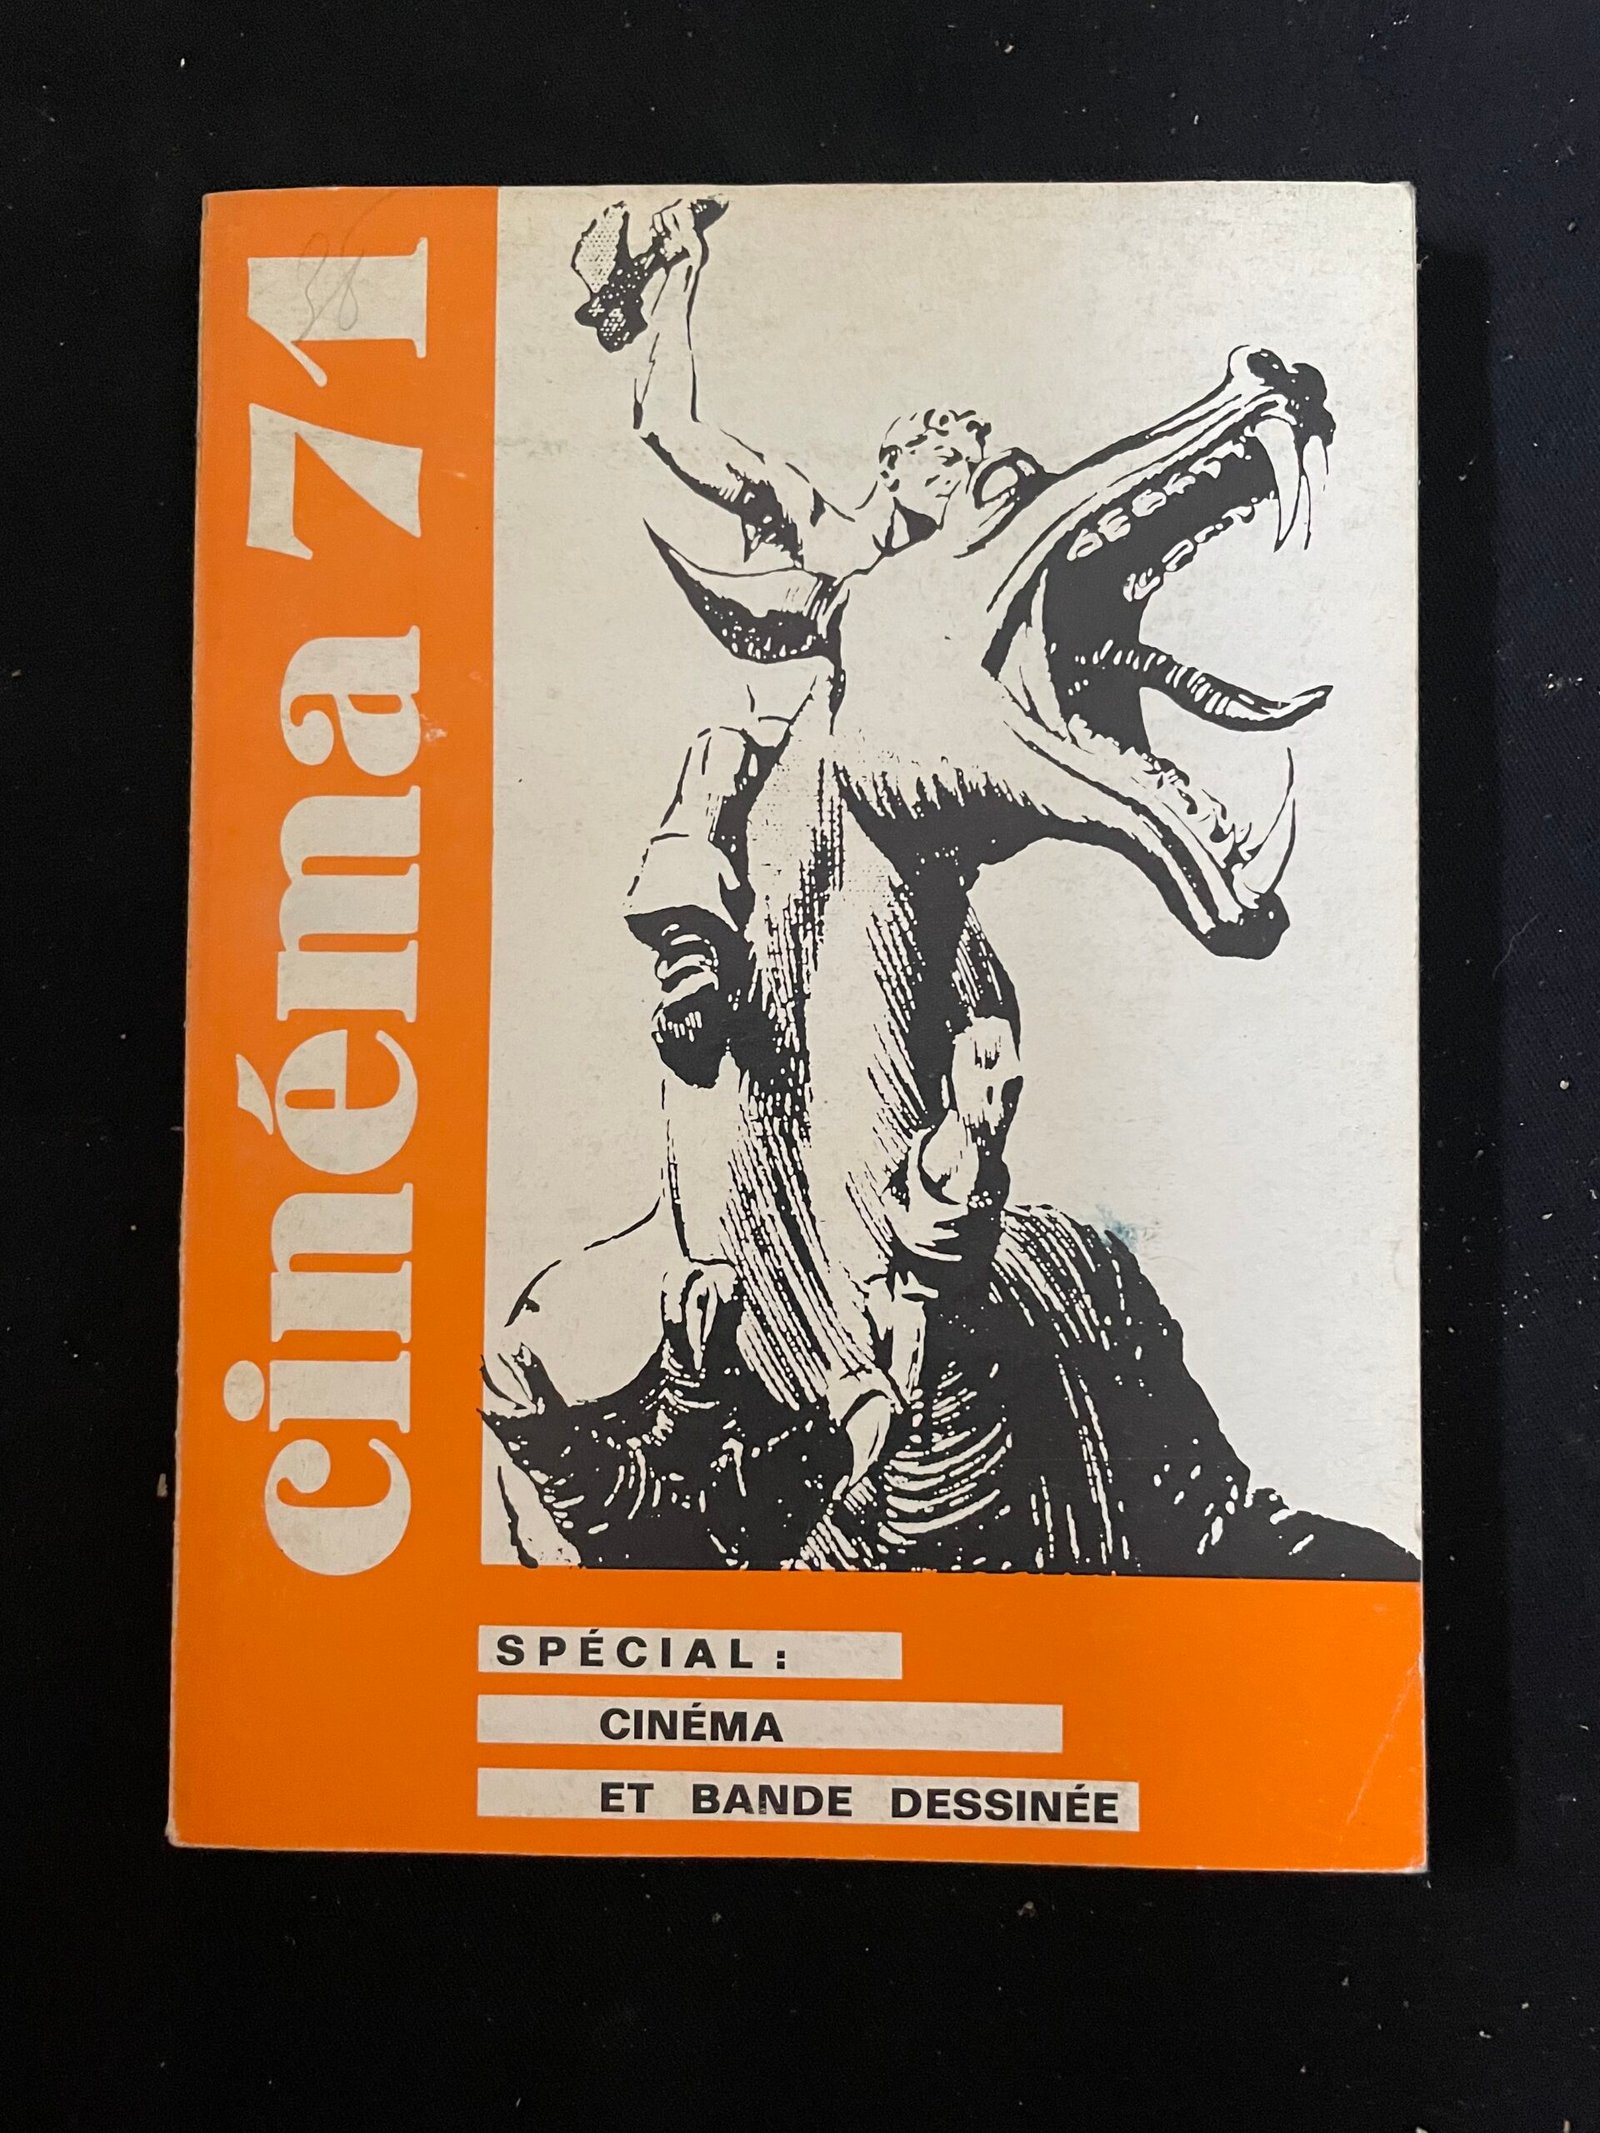 cinéma 71
SPÉCIAL :
CINÉMA
ET BANDE DESSINÉE